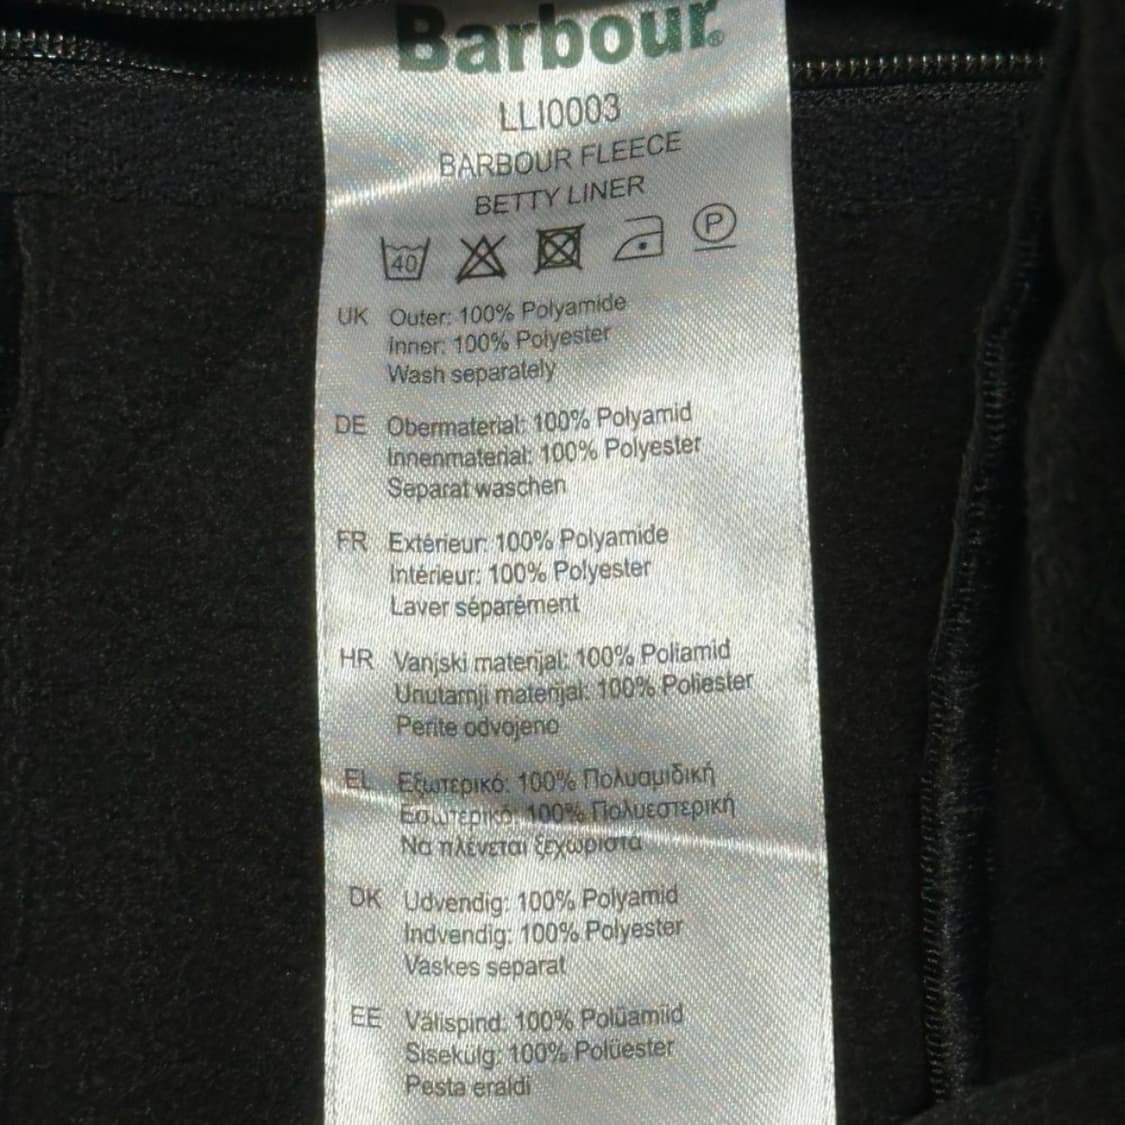 Barbour®
LLI0003
BARBOUR FLEECE
BETTY LINER
40 P
UK Outer: 100% Polyamide
Inner: 100% Polyester
Wash separately
DE Obermaterial: 100% Polyamid
Innenmaterial: 100% Polyester
Separat waschen
FR Extérieur: 100% Polyamide
Intérieur: 100% Polyester
Laver séparément
HR Vanjski materijal: 100% Poliamid
Unutarnji materijal: 100% Poliester
Perite odvojeno
EL Εξωτερικό: 100% Πολυαμιδική
Εσωτερικό: 100% Πολυεστερική
Να πλένεται ξεχωριστά
DK Udvendig: 100% Polyamid
Indvendig: 100% Polyester
Vaskes separat
EE Välispind: 100% Polüamiid
Sisekülg: 100% Polüester
Pesta eraldi